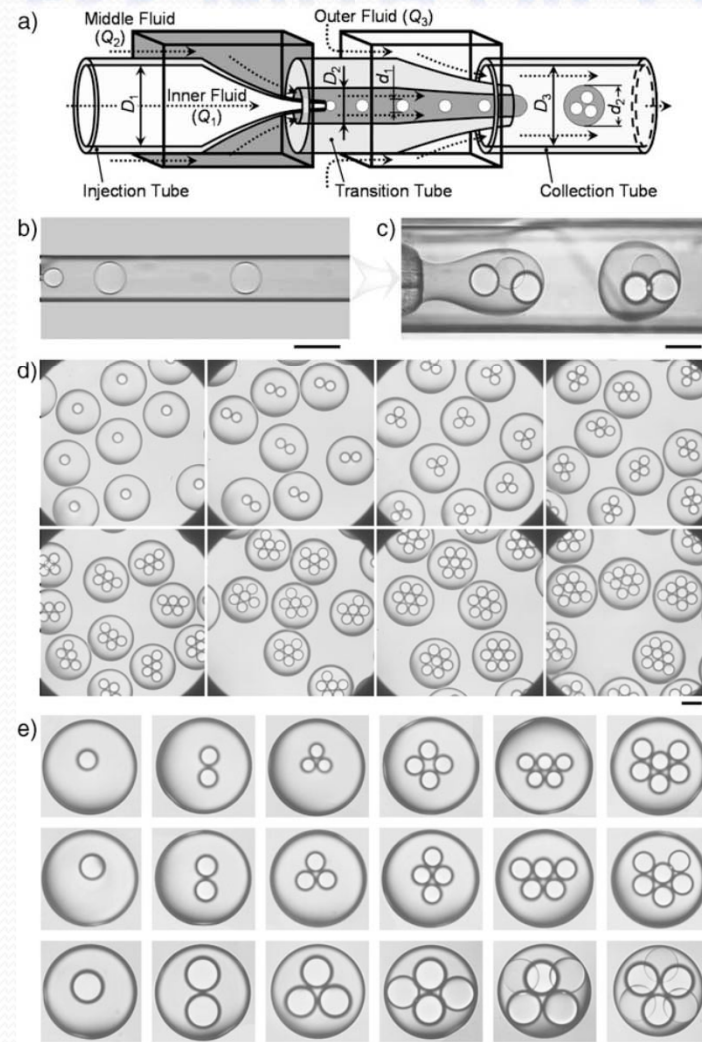 a)
Middle Fluid
(Q₂)
Outer Fluid (Q₃)
D₁
Inner Fluid
(Q₁)
D₂
d₁
D₃
d₂
Injection Tube
Transition Tube
Collection Tube
b)
c)
d)
e)